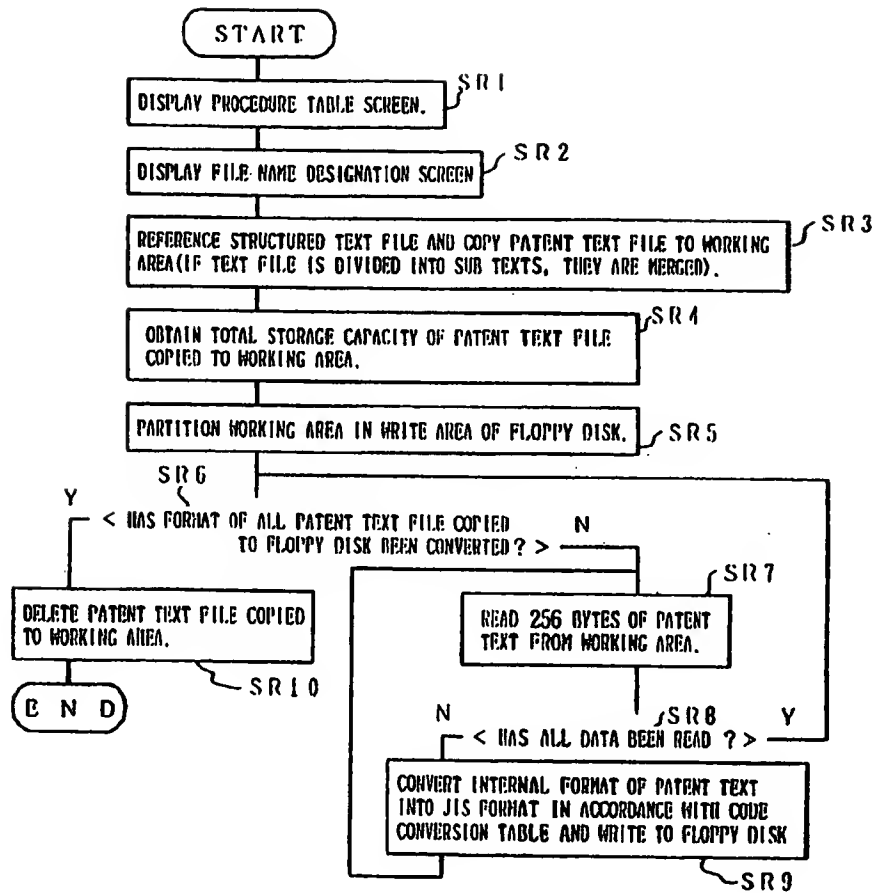 START
SR1
DISPLAY PROCEDURE TABLE SCREEN.
SR2
DISPLAY FILE NAME DESIGNATION SCREEN
SR3
REFERENCE STRUCTURED TEXT FILE AND COPY PATENT TEXT FILE TO WORKING
AREA(IF TEXT FILE IS DIVIDED INTO SUB TEXTS, THEY ARE MERGED).
SR4
OBTAIN TOTAL STORAGE CAPACITY OF PATENT TEXT FILE
COPIED TO WORKING AREA.
PARTITION WORKING AREA IN WRITE AREA OF FLOPPY DISK.
SR5
SR6
Y
< HAS FORMAT OF ALL PATENT TEXT FILE COPIED
TO FLOPPY DISK BEEN CONVERTED? >
N
SR7
DELETE PATENT TEXT FILE COPIED
TO WORKING AREA.
READ 256 BYTES OF PATENT
TEXT FROM WORKING AREA.
SR10
END
SR8
N
< HAS ALL DATA BEEN READ ? >
Y
CONVERT INTERNAL FORMAT OF PATENT TEXT
INTO JIS FORMAT IN ACCORDANCE WITH CODE
CONVERSION TABLE AND WRITE TO FLOPPY DISK
SR9